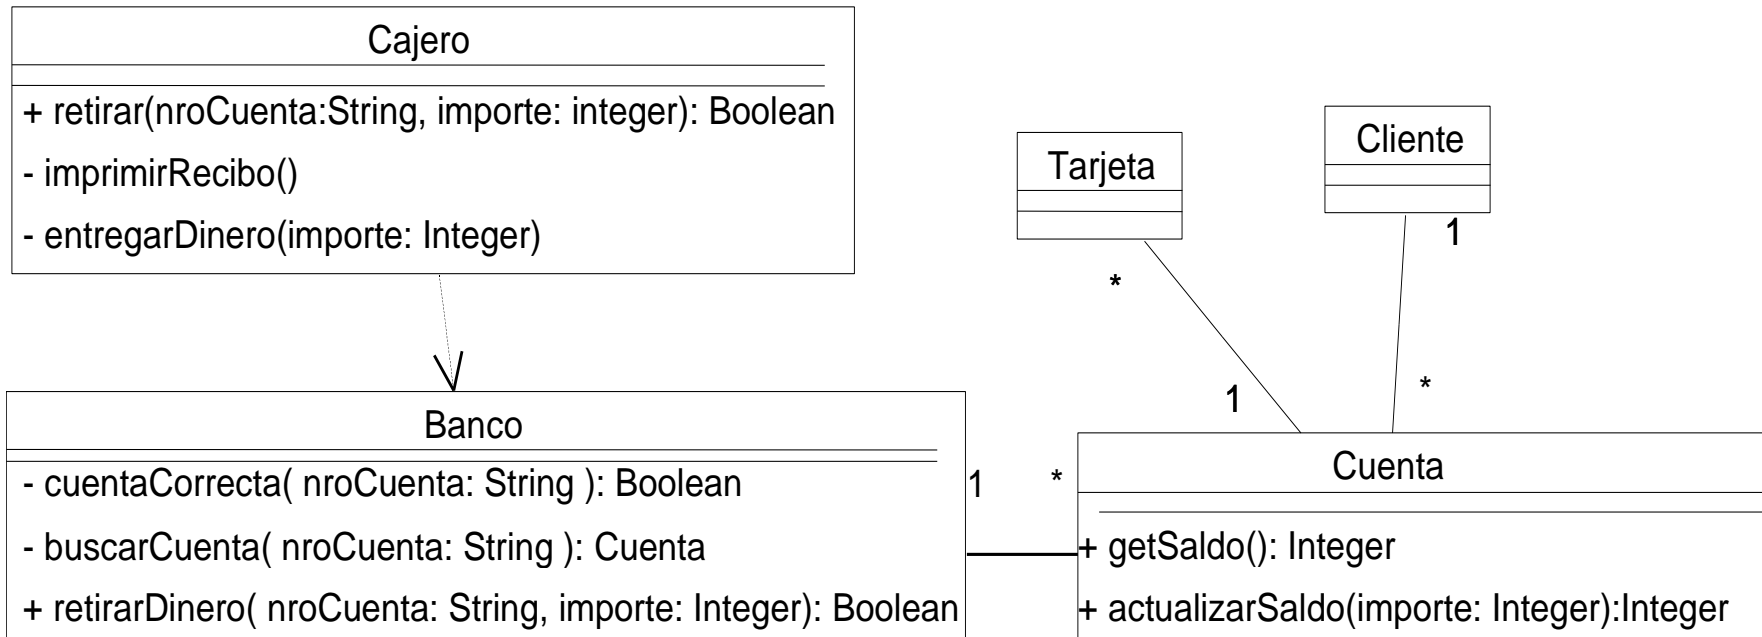 Cajero
+ retirar(nroCuenta:String, importe: integer): Boolean
- imprimirRecibo()
- entregarDinero(importe: Integer)
Tarjeta
Cliente
1
*
1
*
Banco
- cuentaCorrecta( nroCuenta: String ): Boolean
- buscarCuenta( nroCuenta: String ): Cuenta
+ retirarDinero( nroCuenta: String, importe: Integer): Boolean
1
*
Cuenta
+ getSaldo(): Integer
+ actualizarSaldo(importe: Integer):Integer